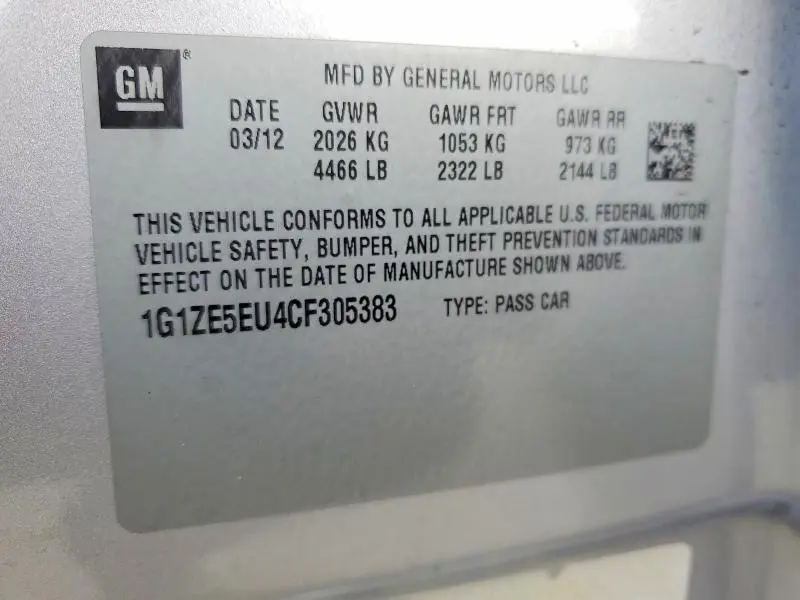 GM ®
MFD BY GENERAL MOTORS LLC
DATE GVWR GAWR FRT GAWR RR
03/12 2026 KG 1053 KG 973 KG
4466 LB 2322 LB 2144 LB
THIS VEHICLE CONFORMS TO ALL APPLICABLE U.S. FEDERAL MOTOR
VEHICLE SAFETY, BUMPER, AND THEFT PREVENTION STANDARDS IN
EFFECT ON THE DATE OF MANUFACTURE SHOWN ABOVE.
1G1ZE5EU4CF305383 TYPE: PASS CAR